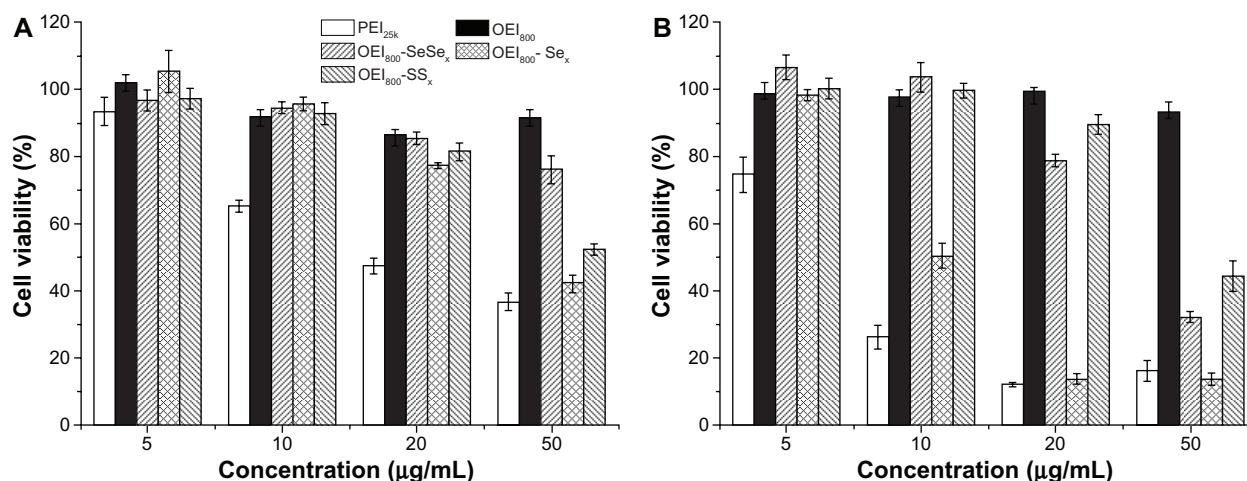 A
PEI25k
OEI800
OEI800-SeSex
OEI800- Sex
OEI800-SSx
Cell viability (%)
120
100
80
60
40
20
0
5 10 20 50
Concentration (μg/mL)
B
Cell viability (%)
120
100
80
60
40
20
0
5 10 20 50
Concentration (μg/mL)